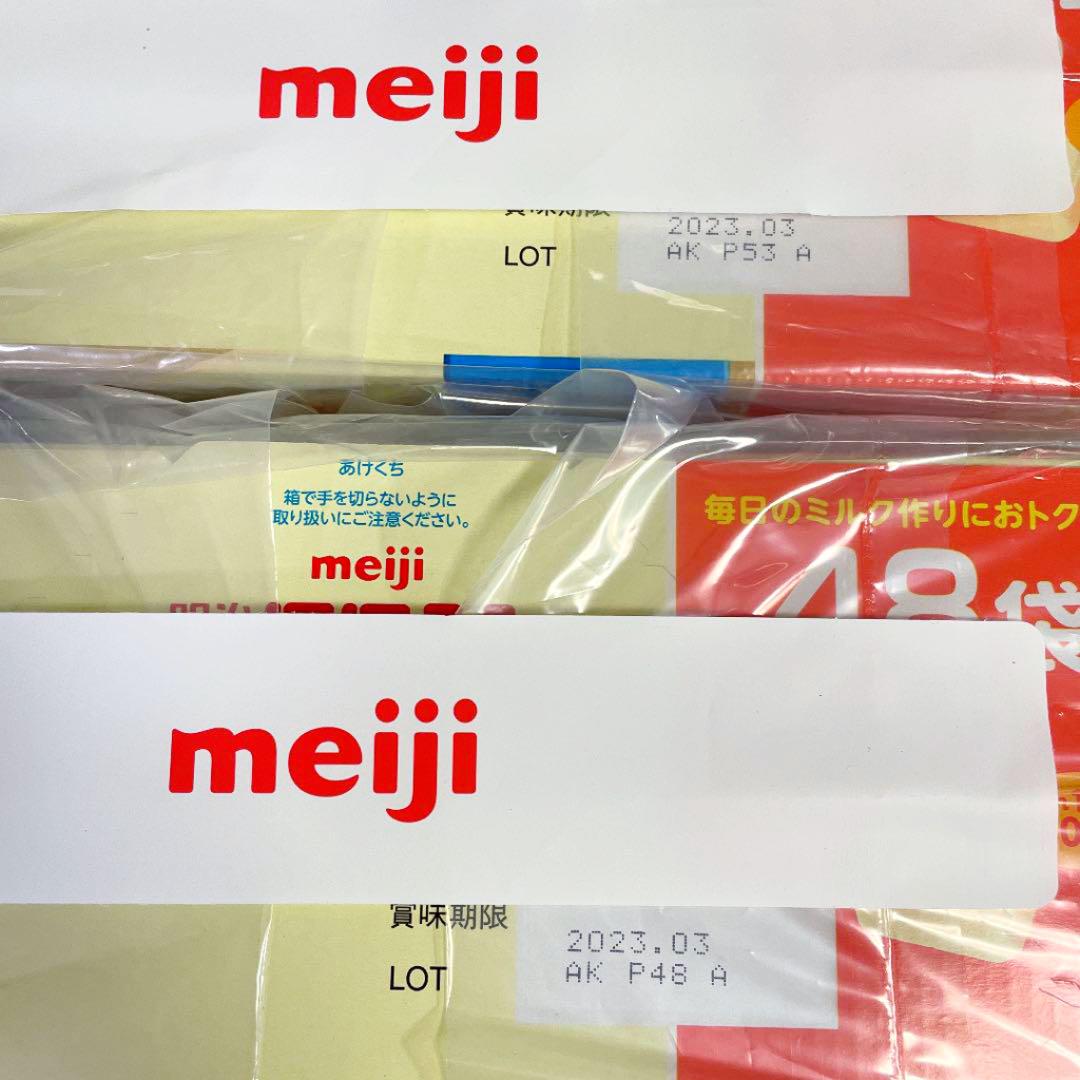 meiji
賞味期限
2023.03
LOT
AK P53 A
あけくち
箱で手を切らないように
取り扱いにご注意ください。
meiji
毎日のミルク作りにおトク
48袋
meiji
賞味期限
2023.03
LOT
AK P48 A